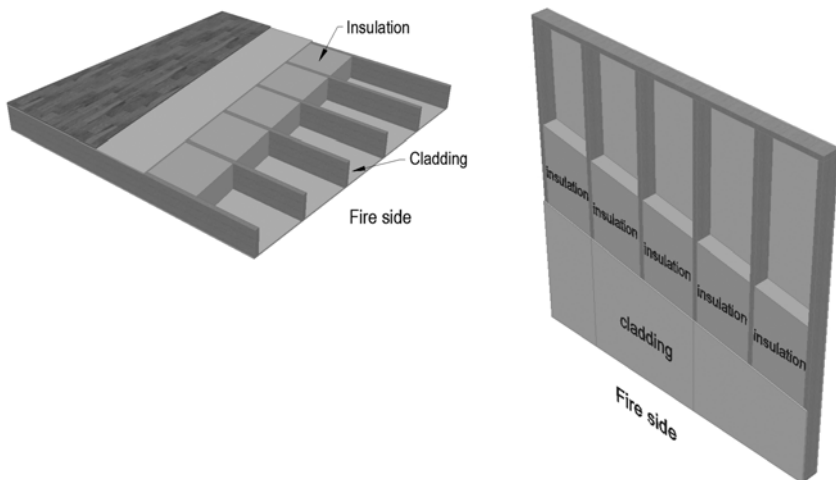 Insulation
Cladding
Fire side
insulation
insulation
insulation
insulation
insulation
cladding
Fire side